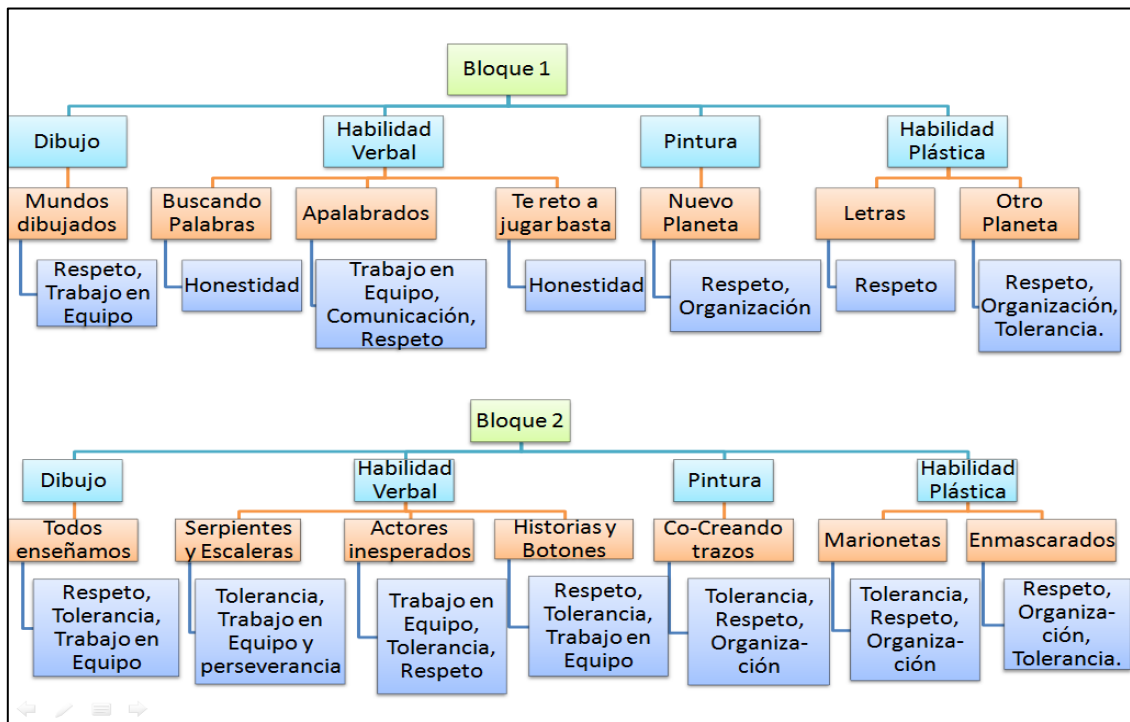 Bloque 1
Dibujo
Habilidad
Verbal
Pintura
Habilidad
Plástica
Mundos
dibujados
Buscando
Palabras
Apalabrados
Te reto a
jugar basta
Nuevo
Planeta
Letras
Otro
Planeta
Respeto,
Trabajo en
Equipo
Honestidad
Trabajo en
Equipo,
Comunicación,
Respeto
Honestidad
Respeto,
Organización
Respeto
Respeto,
Organización,
Tolerancia.
Bloque 2
Dibujo
Habilidad
Verbal
Pintura
Habilidad
Plástica
Todos
enseñamos
Serpientes
y Escaleras
Actores
inesperados
Historias y
Botones
Co-Creando
trazos
Marionetas
Enmascarados
Respeto,
Tolerancia,
Trabajo en
Equipo
Tolerancia,
Trabajo en
Equipo y
perseverancia
Trabajo en
Equipo,
Tolerancia,
Respeto
Respeto,
Tolerancia,
Trabajo en
Equipo
Tolerancia,
Respeto,
Organiza-
ción
Tolerancia,
Respeto,
Organiza-
ción
Respeto,
Organiza-
ción,
Tolerancia.